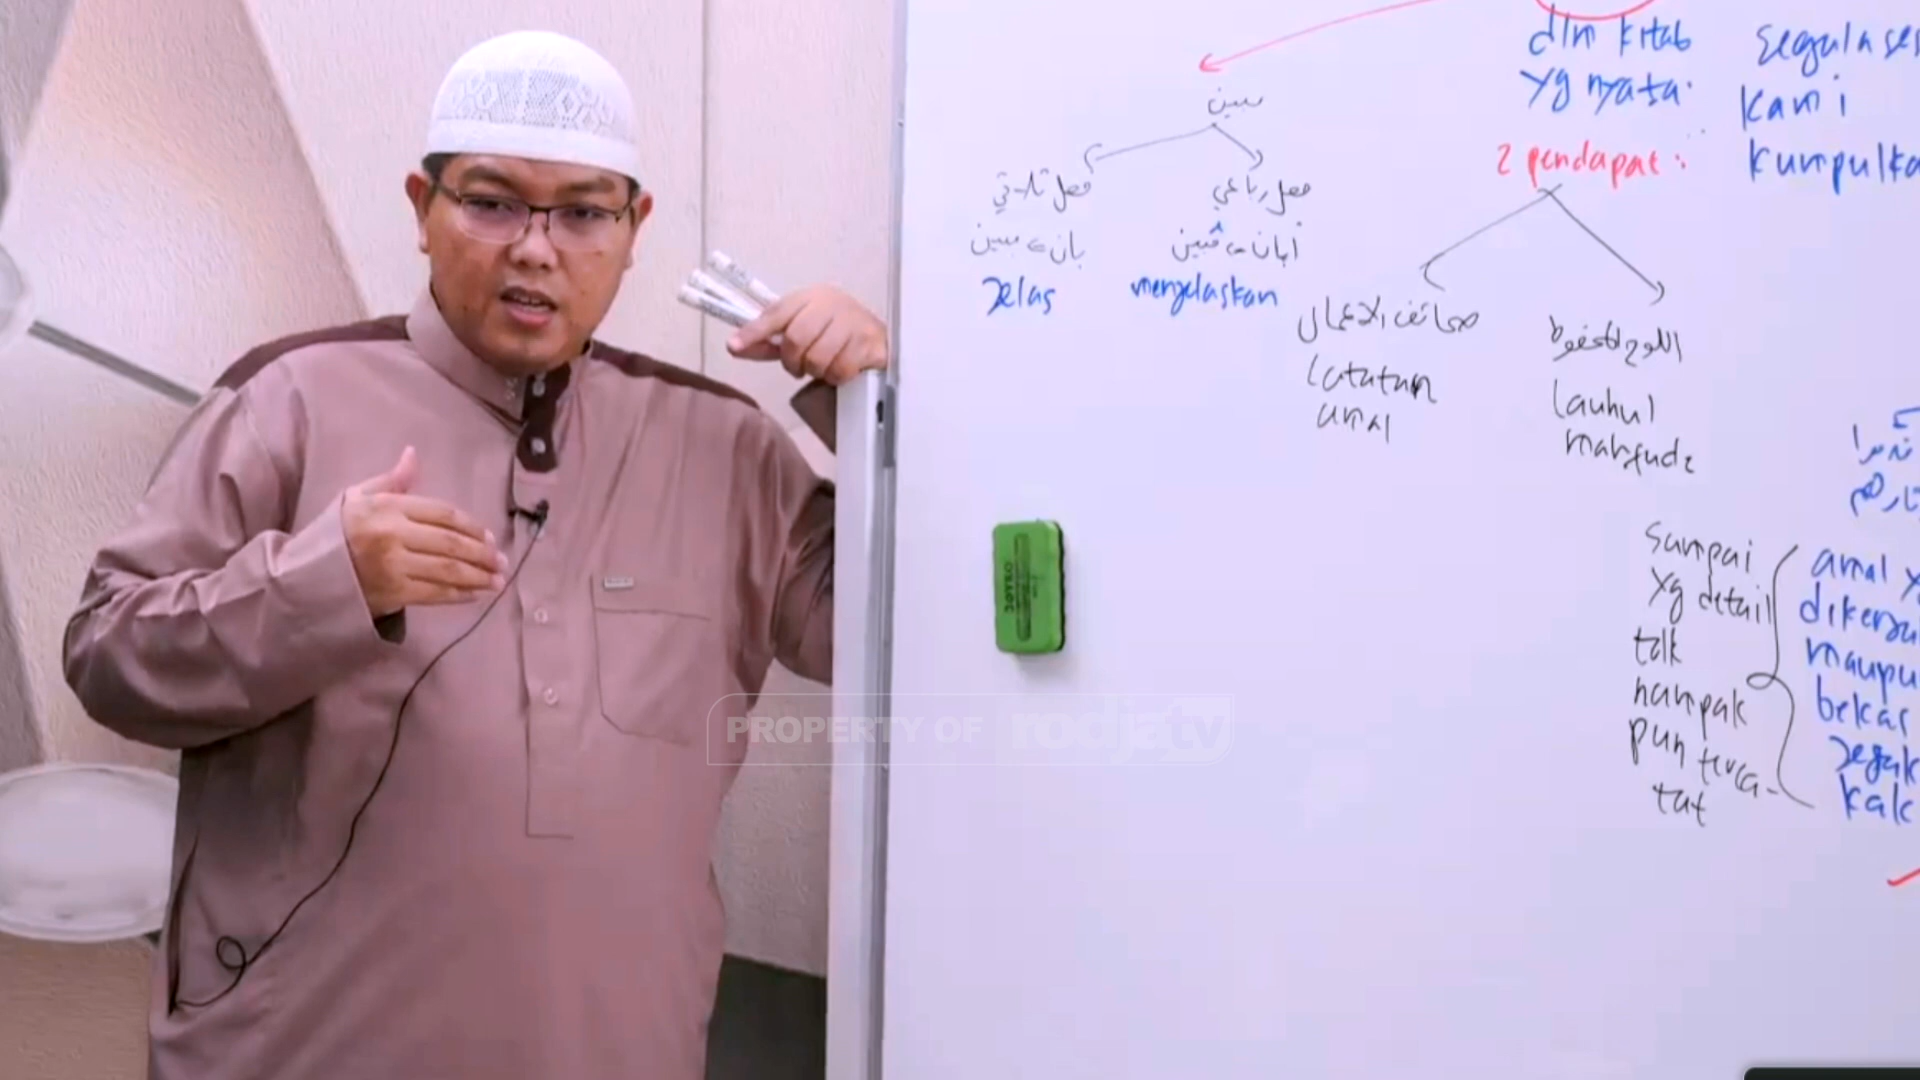 dlm kitab
yg nyata.
segala ses
kami
kumpulka
2 pendapat :
مبين
فعل ثلاثي
بان ← مبين
jelas
فعل رباعي
أبان ← مُبين
menjelaskan
صحائف الأعمال
catatan
amal
اللوح المحفوظ
lauhul
mahfudz
sampai
yg detail
tdk
nampak
pun terca-
tat
amal y
dikerja
maupu
bekas
jejak
JOYKO
PROPERTY OF rodjatv